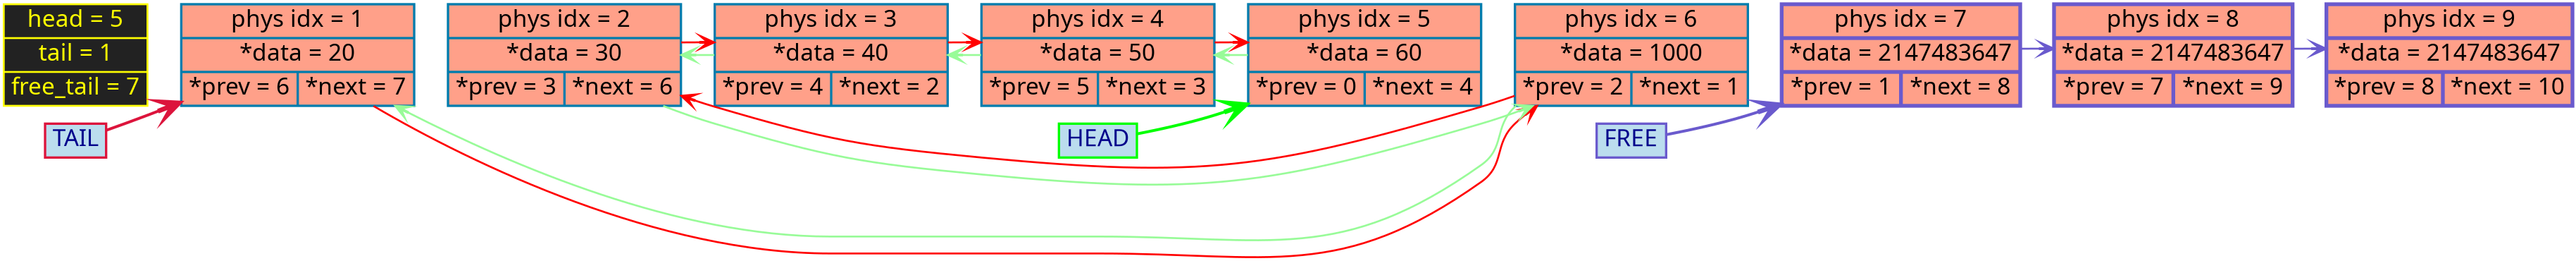 head = 5
tail = 1
free_tail = 7
phys idx = 1
*data = 20
*prev = 6 *next = 7
phys idx = 2
*data = 30
*prev = 3 *next = 6
phys idx = 3
*data = 40
*prev = 4 *next = 2
phys idx = 4
*data = 50
*prev = 5 *next = 3
phys idx = 5
*data = 60
*prev = 0 *next = 4
phys idx = 6
*data = 1000
*prev = 2 *next = 1
phys idx = 7
*data = 2147483647
*prev = 1 *next = 8
phys idx = 8
*data = 2147483647
*prev = 7 *next = 9
phys idx = 9
*data = 2147483647
*prev = 8 *next = 10
TAIL
HEAD
FREE